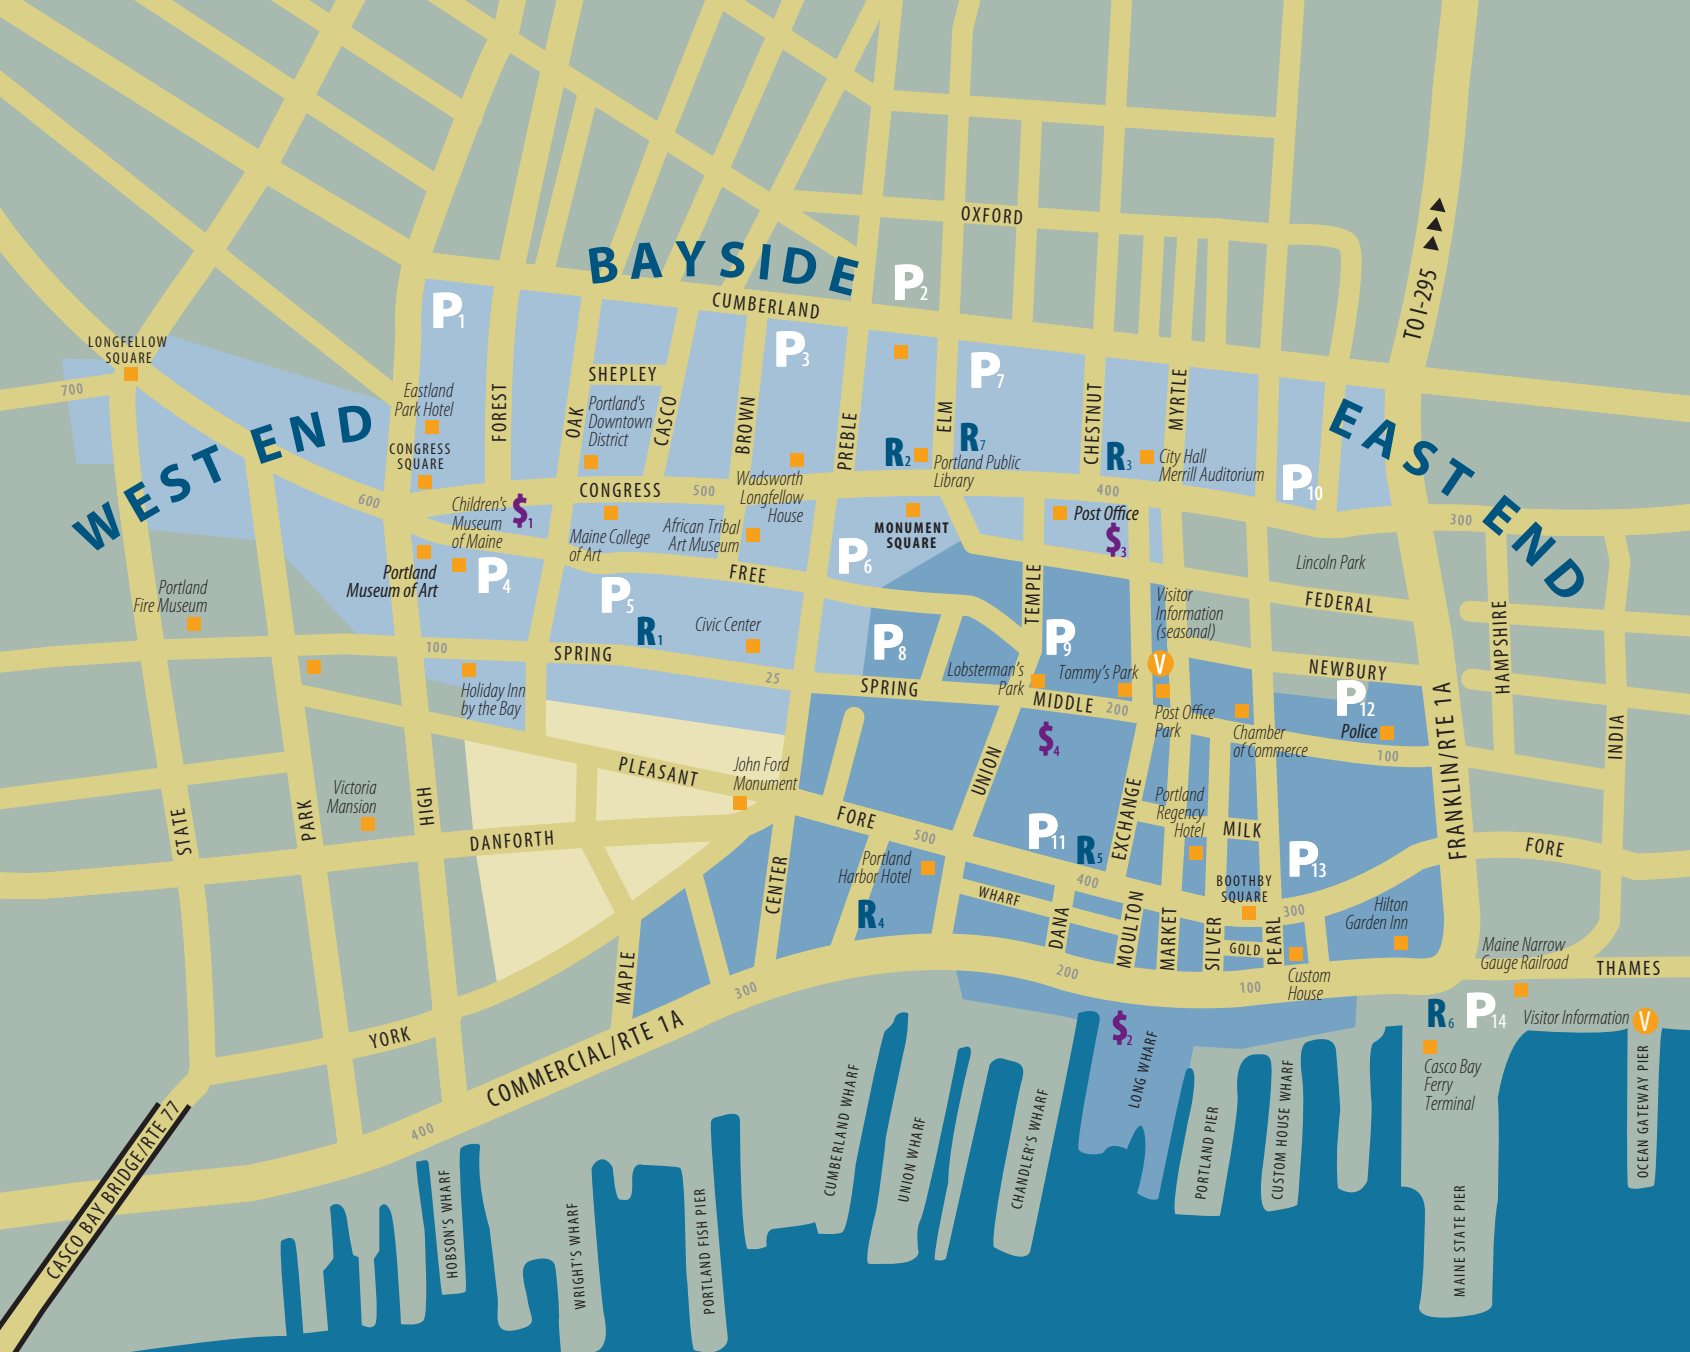 OXFORD
BAYSIDE
TO I-295
CUMBERLAND
P1
P2
P3
P7
LONGFELLOW
SQUARE
700
WEST END
EAST END
Eastland
Park Hotel
CONGRESS
SQUARE
FOREST
OAK
SHEPLEY
Portland's
Downtown
District
CASCO
BROWN
PREBLE
ELM
CHESTNUT
MYRTLE
R2
R7
Portland Public
Library
R3
City Hall
Merrill Auditorium
P10
600
CONGRESS
500
400
300
Children's
Museum
of Maine
$1
Maine College
of Art
African Tribal
Art Museum
Wadsworth
Longfellow
House
MONUMENT
SQUARE
Post Office
$3
Portland
Museum of Art
P4
P5
P6
FREE
R1
Civic Center
Portland
Fire Museum
TEMPLE
Visitor
Information
(seasonal)
V
Lincoln Park
FEDERAL
HAMPSHIRE
NEWBURY
100
SPRING
25
SPRING
P8
P9
Lobsterman's
Park
Tommy's Park
MIDDLE
200
Post Office
Park
P12
Police
100
Chamber
of Commerce
Holiday Inn
by the Bay
$4
UNION
EXCHANGE
FRANKLIN/RTE 1A
INDIA
PLEASANT
John Ford
Monument
Victoria
Mansion
STATE
PARK
HIGH
DANFORTH
FORE
500
P11
R5
Portland
Regency
Hotel
MILK
P13
FORE
400
Portland
Harbor Hotel
R4
CENTER
WHARF
DANA
MOULTON
MARKET
SILVER
BOOTHBY
SQUARE
300
PEARL
GOLD
Hilton
Garden Inn
Custom
House
Maine Narrow
Gauge Railroad
THAMES
MAPLE
YORK
COMMERCIAL/RTE 1A
400
300
200
100
$2
R6
P14
Visitor Information
V
Casco Bay
Ferry
Terminal
CASCO BAY BRIDGE/RTE 77
HOBSON'S WHARF
WRIGHT'S WHARF
PORTLAND FISH PIER
CUMBERLAND WHARF
UNION WHARF
CHANDLER'S WHARF
LONG WHARF
PORTLAND PIER
CUSTOM HOUSE WHARF
MAINE STATE PIER
OCEAN GATEWAY PIER